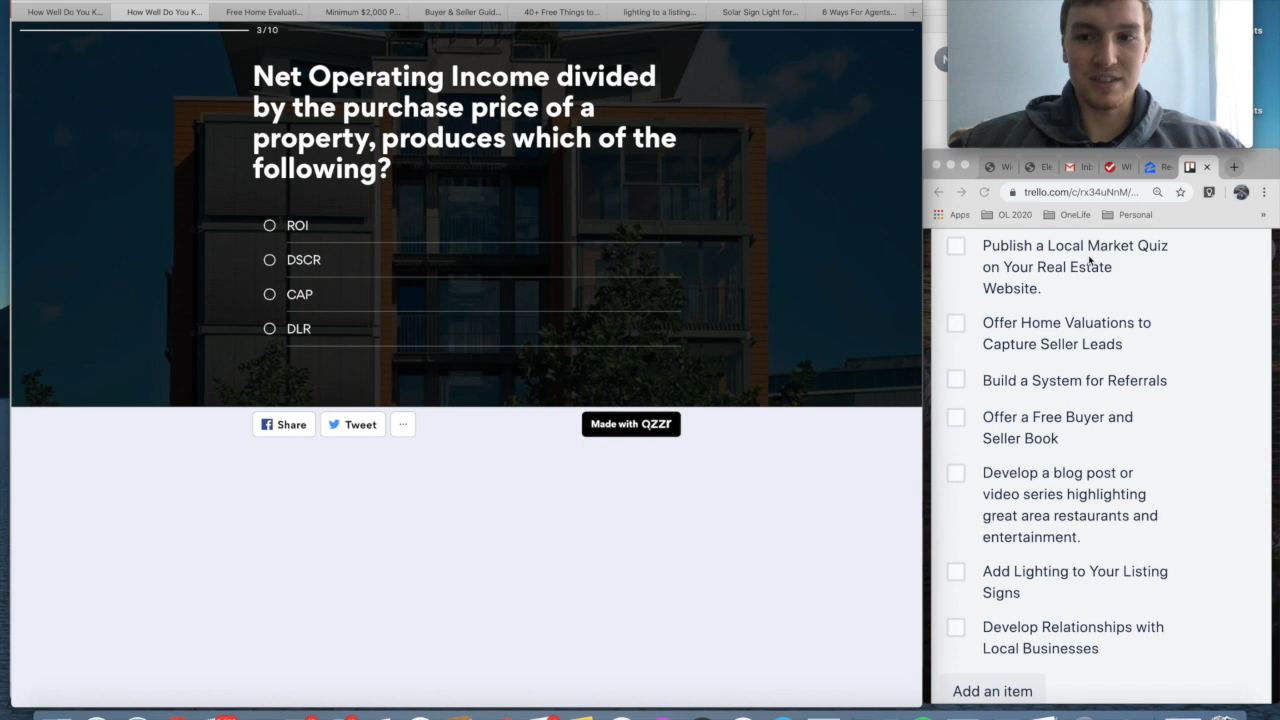 How Well Do You K...
How Well Do You K...
Free Home Evaluati...
Minimum $2,000 P...
Buyer & Seller Guid...
40+ Free Things to...
lighting to a listing...
Solar Sign Light for...
6 Ways For Agents...
3/10
Net Operating Income divided
by the purchase price of a
property, produces which of the
following?
ROI
DSCR
CAP
DLR
Share
Tweet
Made with QZZR
trello.com/c/rx34uNnM/...
Apps
OL 2020
OneLife
Personal
»
Publish a Local Market Quiz
on Your Real Estate
Website.
Offer Home Valuations to
Capture Seller Leads
Build a System for Referrals
Offer a Free Buyer and
Seller Book
Develop a blog post or
video series highlighting
great area restaurants and
entertainment.
Add Lighting to Your Listing
Signs
Develop Relationships with
Local Businesses
Add an item